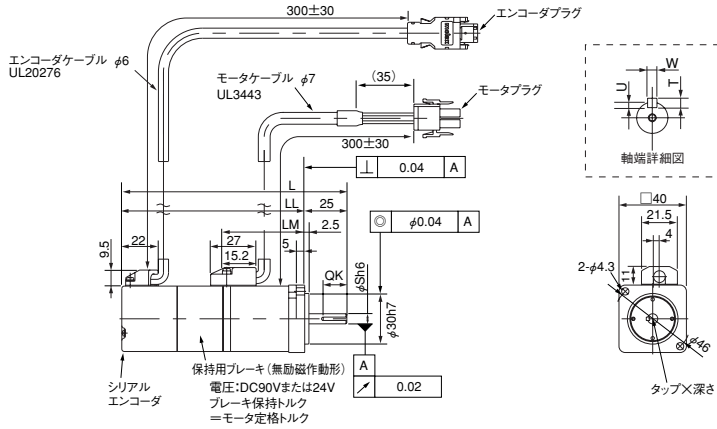 300±30
エンコーダプラグ
エンコーダケーブル φ6
UL20276
モータケーブル φ7
UL3443
(35)
モータプラグ
300±30
⊥ 0.04 A
L
LL
25
LM
2.5
◎ φ0.04 A
9.5
22
27
15.2
5
QK
φSh6
φ30h7
A
↗ 0.02
シリアル
エンコーダ
保持用ブレーキ(無励磁作動形)
電圧:DC90Vまたは24V
ブレーキ保持トルク
=モータ定格トルク
W
U
T
軸端詳細図
□40
21.5
4
2-φ4.3
11
φ46
タップ×深さ